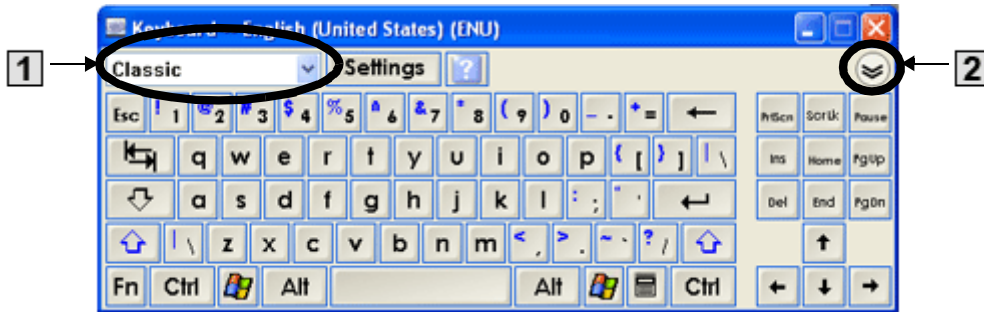 Keyboard - English (United States) (ENU)
1 Classic Settings ? 2
Esc ! 1 @ 2 # 3 $ 4 % 5 ^ 6 & 7 * 8 ( 9 ) 0 _ - + = PrtScn ScrLk Pause
q w e r t y u i o p { [ } ] | \ Ins Home PgUp
a s d f g h j k l : ; " ' Del End PgDn
| \ z x c v b n m < , > . ~ ` ? /
Fn Ctrl Alt Alt Ctrl